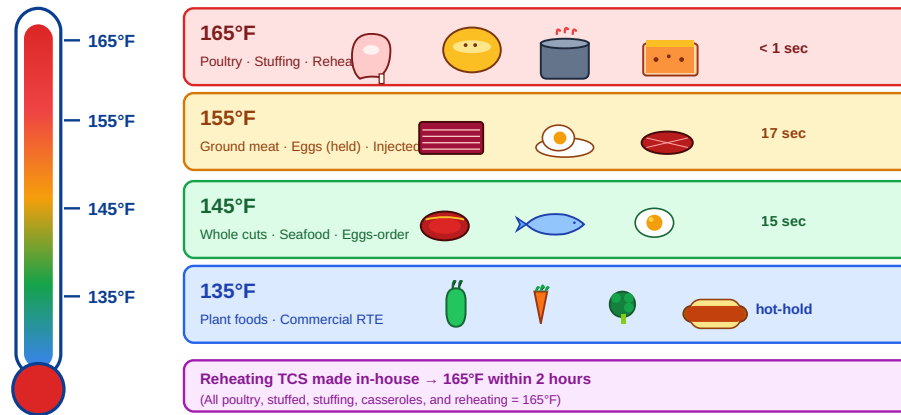 165°F
155°F
145°F
135°F
165°F
Poultry · Stuffing · Rehea
< 1 sec
155°F
Ground meat · Eggs (held) · Injected
17 sec
145°F
Whole cuts · Seafood · Eggs-order
15 sec
135°F
Plant foods · Commercial RTE
hot-hold
Reheating TCS made in-house → 165°F within 2 hours
(All poultry, stuffed, stuffing, casseroles, and reheating = 165°F)